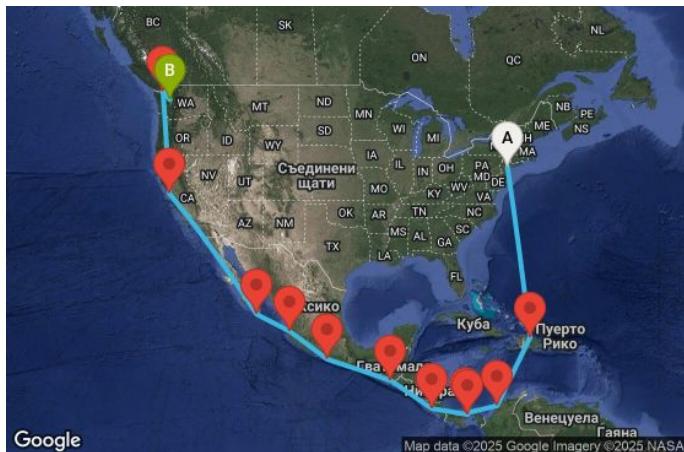 BC
SK
NL
ON
QC
B
WA
MT
ND
MN
NB
PE
A
ME
NS
OR
ID
WY
SD
WI
MI
MA
IA
NV
UT
Съединени
щати
IL
IN
OH
PA
MD
DE
CA
MO
KY
WV
VA
AZ
NM
OK
AR
TN
NC
MS
AL
SC
GA
TX
LA
FL
ксико
Куба
Пуерто
Рико
Гватемал
Никара
Венецуела
Гаяна
Google
Map data ©2025 Google Imagery ©2025 NASA